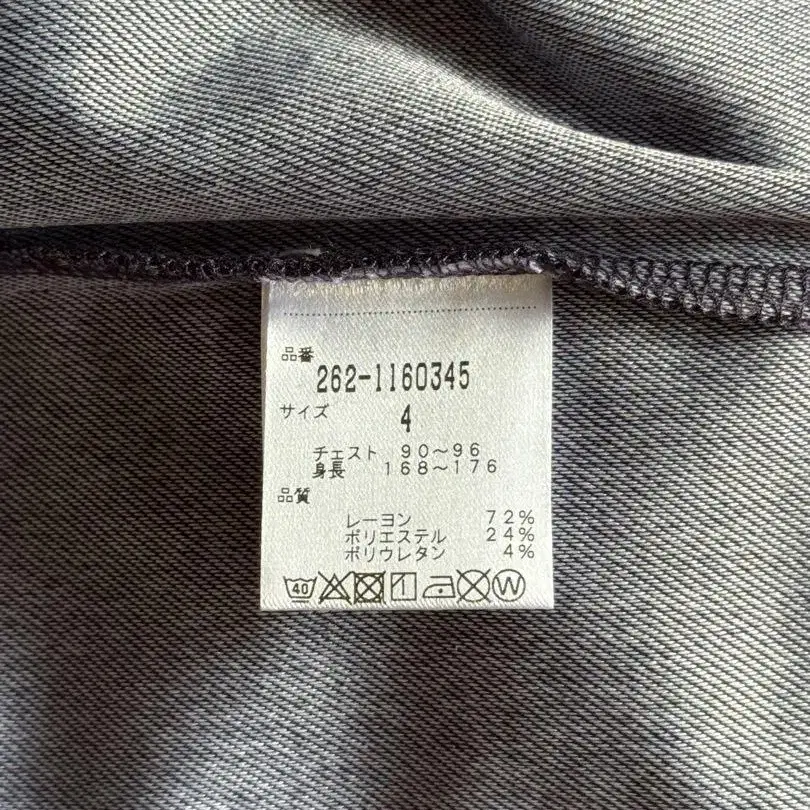 品番
262-1160345
サイズ
4
チェスト 90～96
身長 168～176
品質
レーヨン 72%
ポリエステル 24%
ポリウレタン 4%
40 W